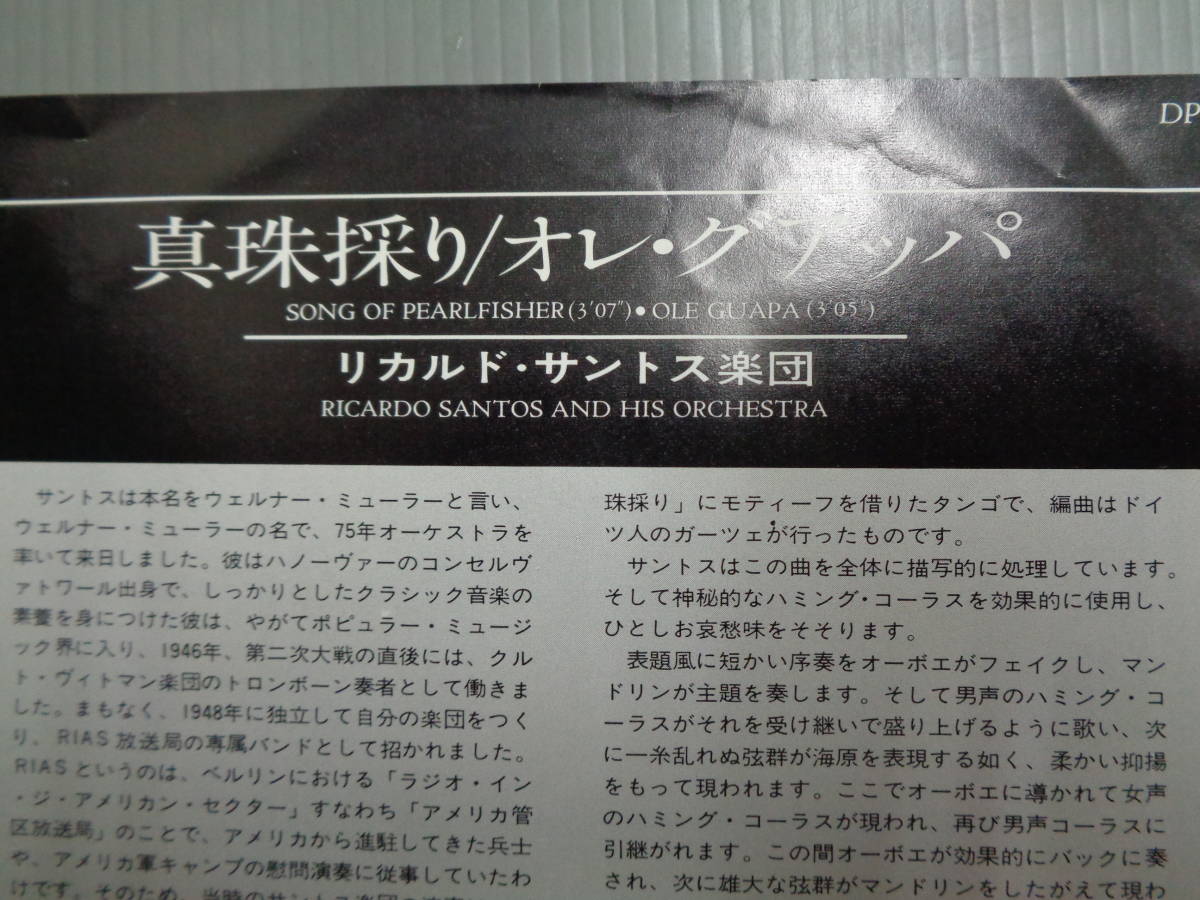 DP
真珠採り/オレ・グアッパ
SONG OF PEARLFISHER(3'07")● OLE GUAPA (3'05")
リカルド・サントス楽団
RICARDO SANTOS AND HIS ORCHESTRA
サントスは本名をウェルナー・ミューラーと言い、
ウェルナー・ミューラーの名で、75年オーケストラを
率いて来日しました。彼はハノーヴァーのコンセルヴ
ァトワール出身で、しっかりとしたクラシック音楽の
素養を身につけた彼は、やがてポピュラー・ミュージ
ック界に入り、1946年、第二次大戦の直後には、クル
ト・ヴィトマン楽団のトロンボーン奏者として働きま
した。まもなく、1948年に独立して自分の楽団をつく
り、RIAS 放送局の専属バンドとして招かれました。
RIASというのは、ベルリンにおける「ラジオ・イン
・ジ・アメリカン・セクター」すなわち「アメリカ管
区放送局」のことで、アメリカから進駐してきた兵士
や、アメリカ軍キャンプの慰問演奏に従事していたわ
けです。そのため、当時のサントス楽団の
珠採り」にモティーフを借りたタンゴで、編曲はドイ
ツ人のガーツェが行ったものです。
サントスはこの曲を全体に描写的に処理しています。
そして神秘的なハミング・コーラスを効果的に使用し、
ひとしお哀愁味をそそります。
表題風に短かい序奏をオーボエがフェイクし、マン
ドリンが主題を奏します。そして男声のハミング・コ
ーラスがそれを受け継いで盛り上げるように歌い、次
に一糸乱れぬ弦群が海原を表現する如く、柔かい抑揚
をもって現われます。ここでオーボエに導かれて女声
のハミング・コーラスが現われ、再び男声コーラスに
引継がれます。この間オーボエが効果的にバックに奏
され、次に雄大な弦群がマンドリンをしたがえて現わ